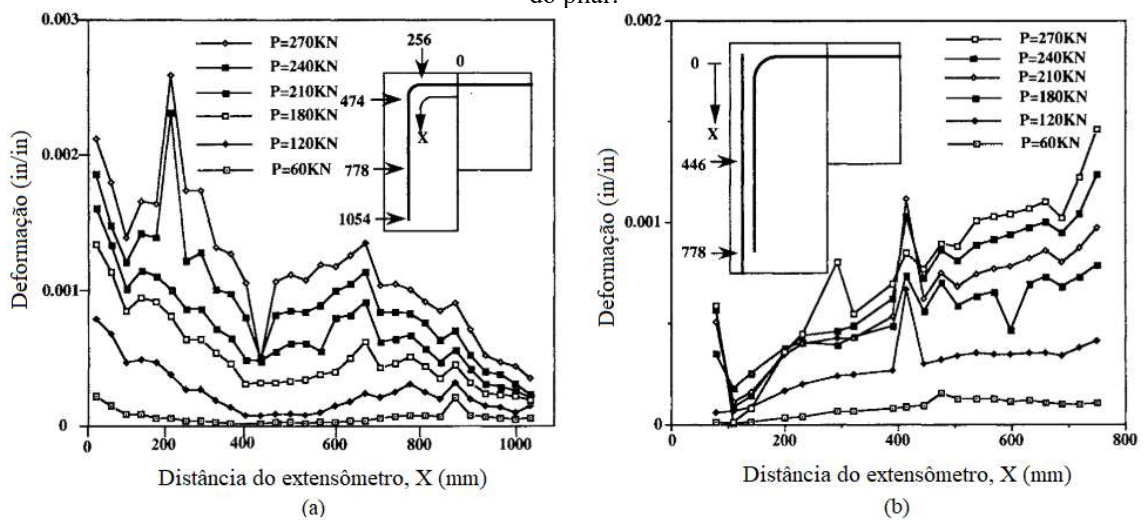 do pilar.
0.003
Deformação (in/in)
0.002
0.001
0
P=270KN
P=240KN
P=210KN
P=180KN
P=120KN
P=60KN
256
0
474
X
778
1054
0
200
400
600
800
1000
Distância do extensômetro, X (mm)
(a)
0.002
Deformação (in/in)
0.001
0
0
X
446
778
P=270KN
P=240KN
P=210KN
P=180KN
P=120KN
P=60KN
0
200
400
600
800
Distância do extensômetro, X (mm)
(b)